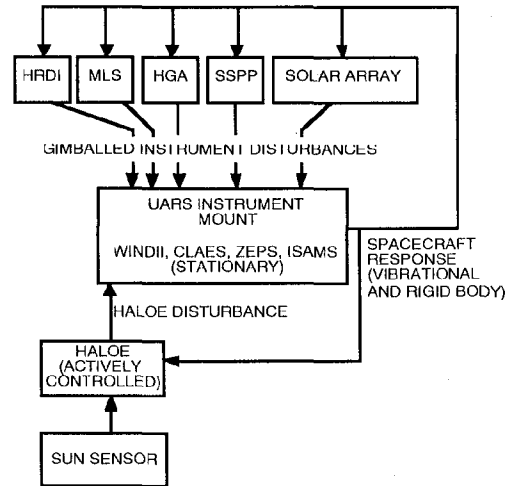 HRDI MLS HGA SSPP SOLAR ARRAY
GIMBALLED INSTRUMENT DISTURBANCES
UARS INSTRUMENT
MOUNT
WINDII, CLAES, ZEPS, ISAMS
(STATIONARY)
SPACECRAFT
RESPONSE
(VIBRATIONAL
AND RIGID BODY)
HALOE DISTURBANCE
HALOE
(ACTIVELY
CONTROLLED)
SUN SENSOR